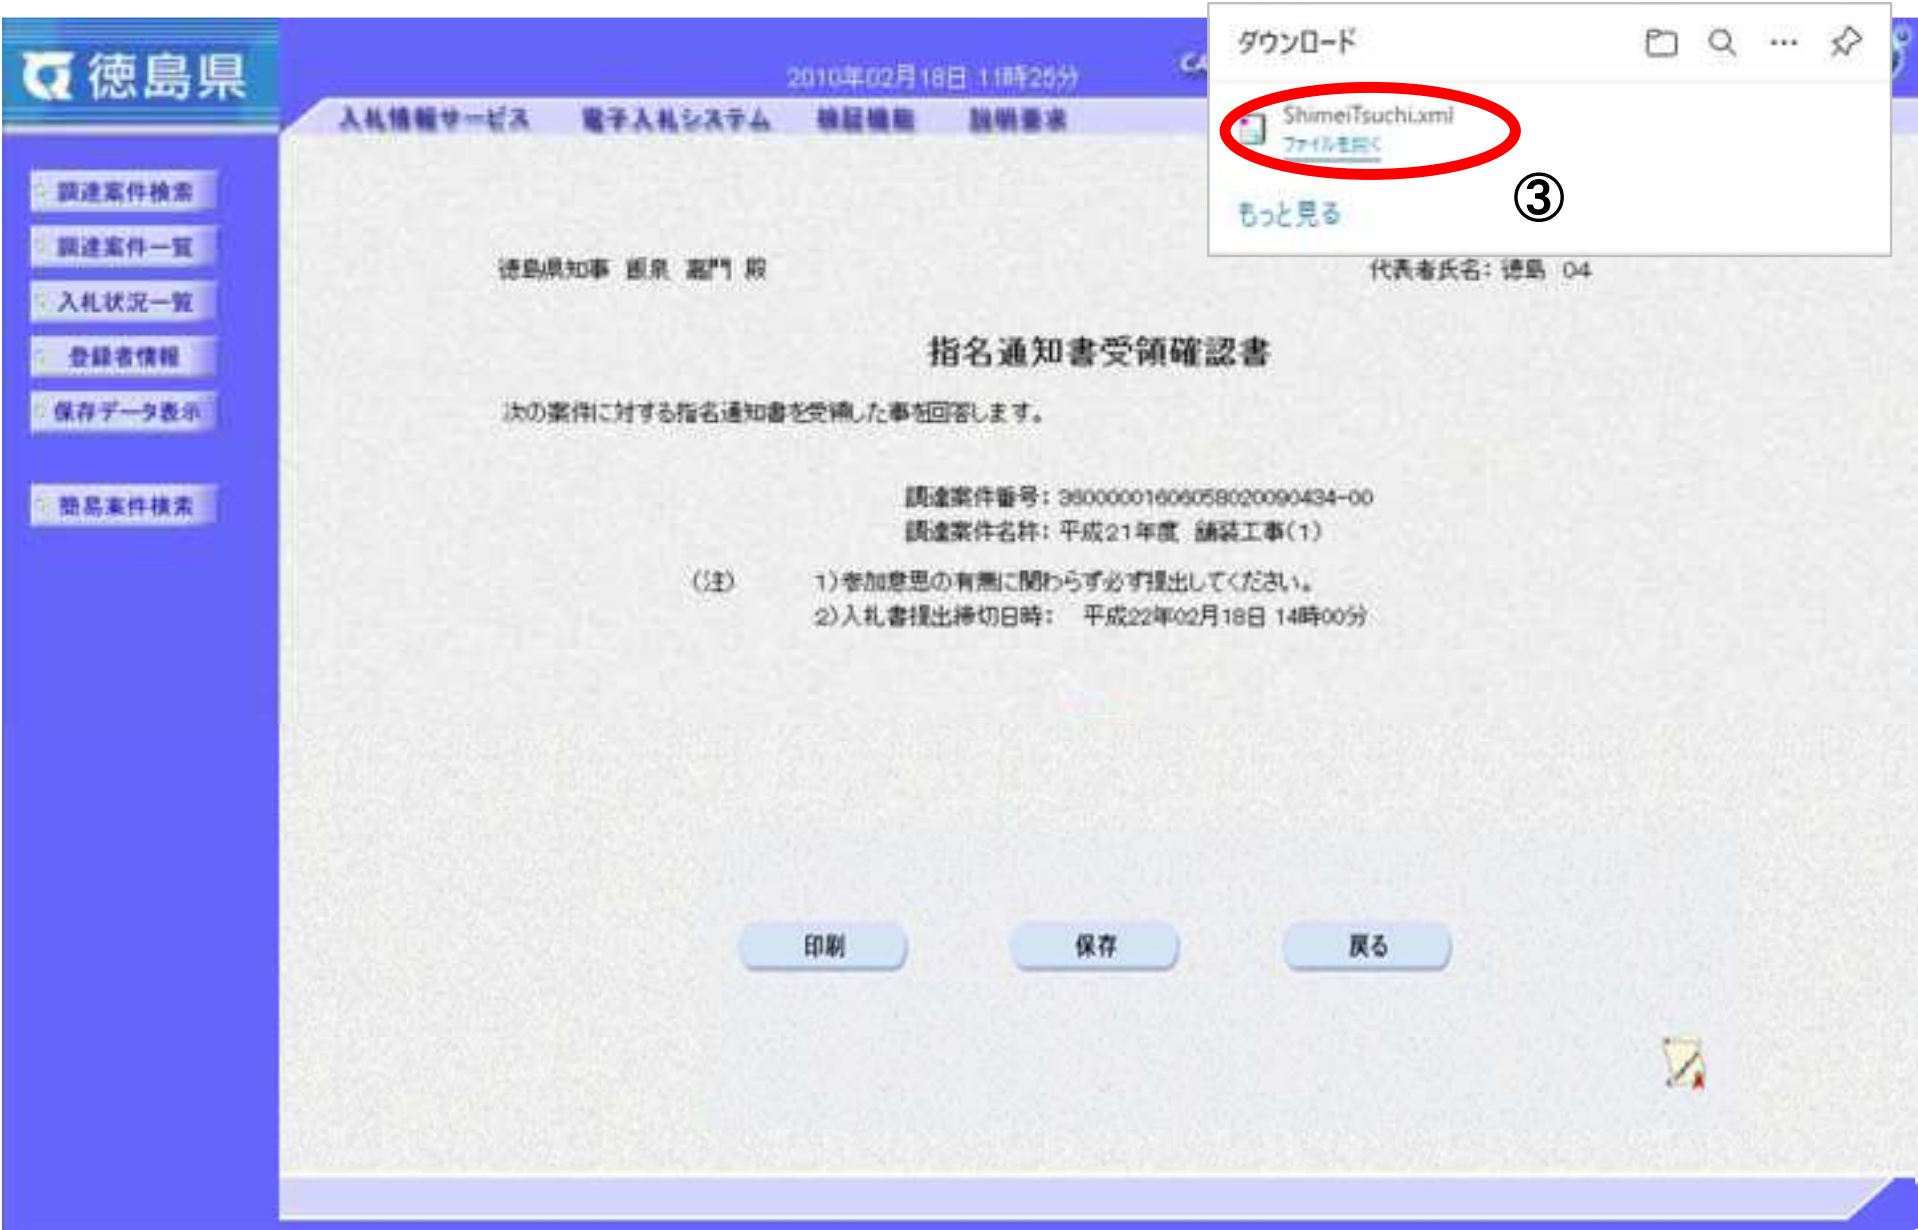 徳島県
2010年02月18日 11時25分
CA
入札情報サービス 電子入札システム 検証機能 説明要求
ダウンロード
ShimeiTsuchi.xml
ファイルを開く
もっと見る
③
調達案件検索
調達案件一覧
入札状況一覧
登録者情報
保存データ表示
簡易案件検索
徳島県知事 飯泉 嘉門 殿
代表者氏名：徳島 04
指名通知書受領確認書
次の案件に対する指名通知書を受領した事を回答します。
調達案件番号：3600000160605802009​0434-00
調達案件名称：平成21年度 舗装工事(1)
(注) 1)参加意思の有無に関わらず必ず提出してください。
2)入札書提出締切日時： 平成22年02月18日 14時00分
印刷 保存 戻る